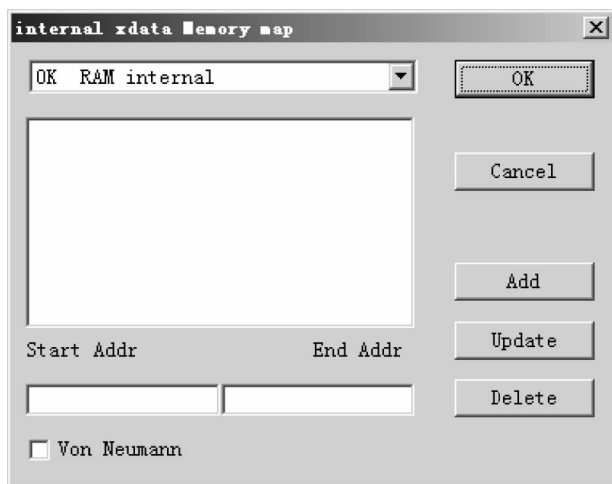 internal xdata Memory map
OK RAM internal
OK
Cancel
Add
Start Addr
End Addr
Update
Delete
Von Neumann